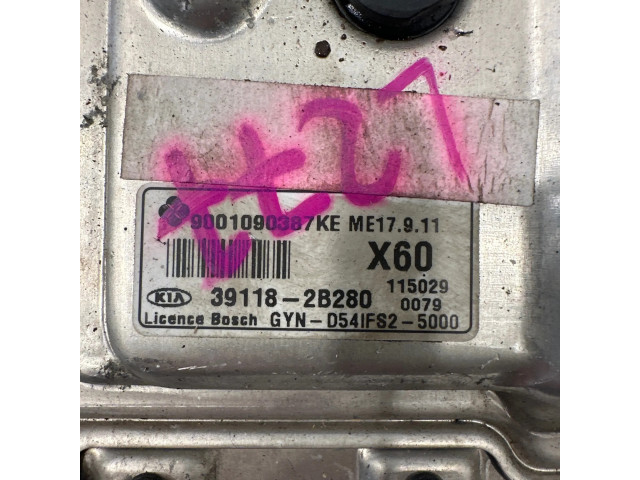 9001090387KE ME17.9.11
X60
115029
KIA 39118-2B280 0079
Licence Bosch GYN-D54IFS2-5000